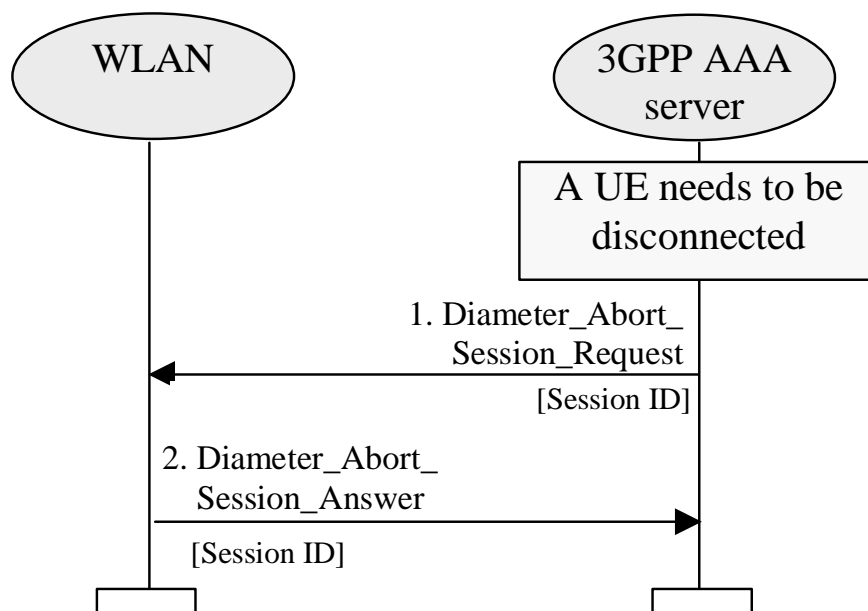 WLAN
3GPP AAA
server
A UE needs to be
disconnected
1. Diameter_Abort_
Session_Request
[Session ID]
2. Diameter_Abort_
Session_Answer
[Session ID]